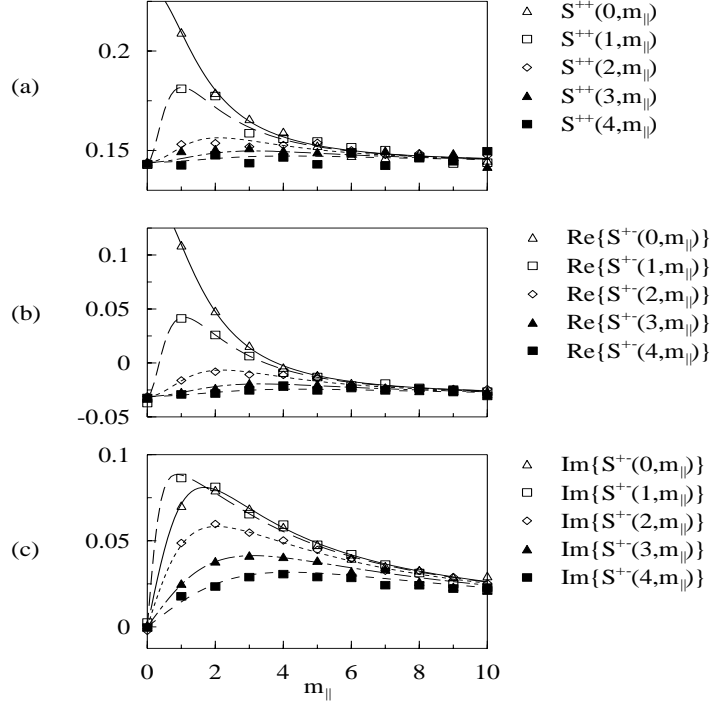 (a)
0.2
0.15
S⁺⁺(0,m∥)
S⁺⁺(1,m∥)
S⁺⁺(2,m∥)
S⁺⁺(3,m∥)
S⁺⁺(4,m∥)
(b)
0.1
0.05
0
-0.05
Re{S⁺⁻(0,m∥)}
Re{S⁺⁻(1,m∥)}
Re{S⁺⁻(2,m∥)}
Re{S⁺⁻(3,m∥)}
Re{S⁺⁻(4,m∥)}
(c)
0.1
0.05
0
Im{S⁺⁻(0,m∥)}
Im{S⁺⁻(1,m∥)}
Im{S⁺⁻(2,m∥)}
Im{S⁺⁻(3,m∥)}
Im{S⁺⁻(4,m∥)}
0 2 4 6 8 10
m∥